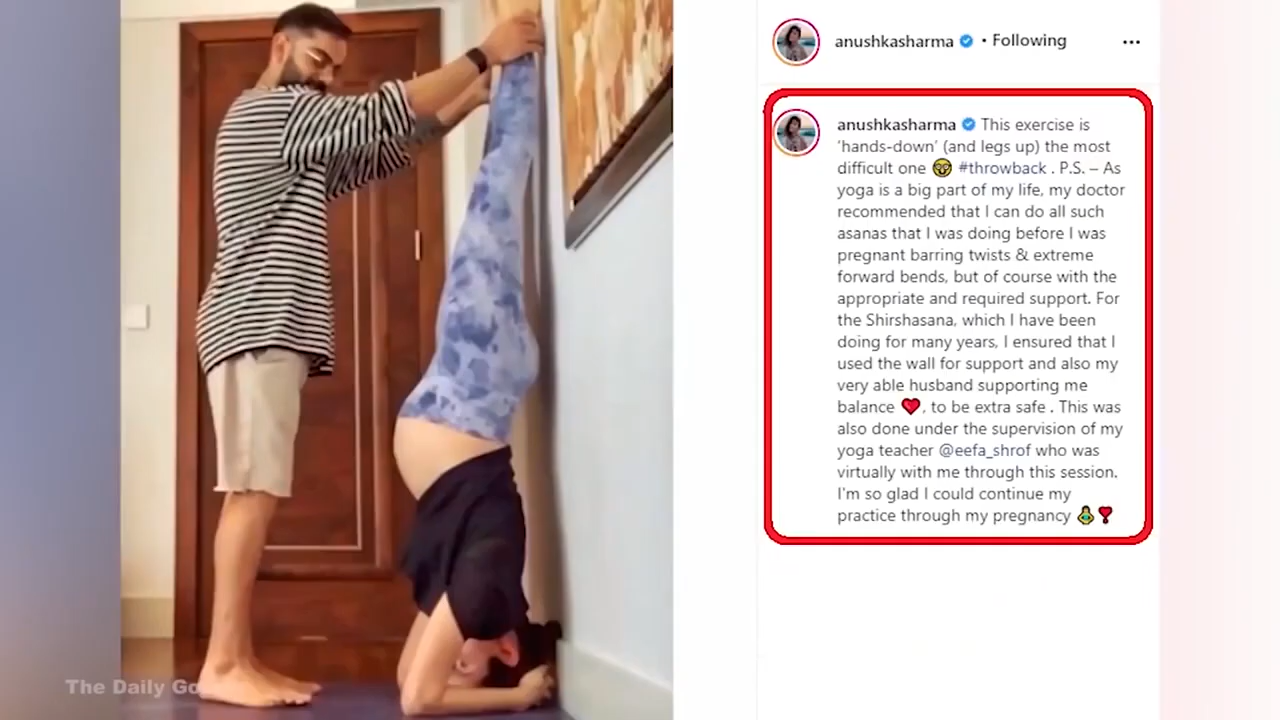 anushkasharma • Following
anushkasharma This exercise is
‘hands-down’ (and legs up) the most
difficult one 🤓 #throwback . P.S. – As
yoga is a big part of my life, my doctor
recommended that I can do all such
asanas that I was doing before I was
pregnant barring twists & extreme
forward bends, but of course with the
appropriate and required support. For
the Shirshasana, which I have been
doing for many years, I ensured that I
used the wall for support and also my
very able husband supporting me
balance ♥️, to be extra safe . This was
also done under the supervision of my
yoga teacher @eefa_shrof who was
virtually with me through this session.
I'm so glad I could continue my
practice through my pregnancy 🧘❣️
The Daily